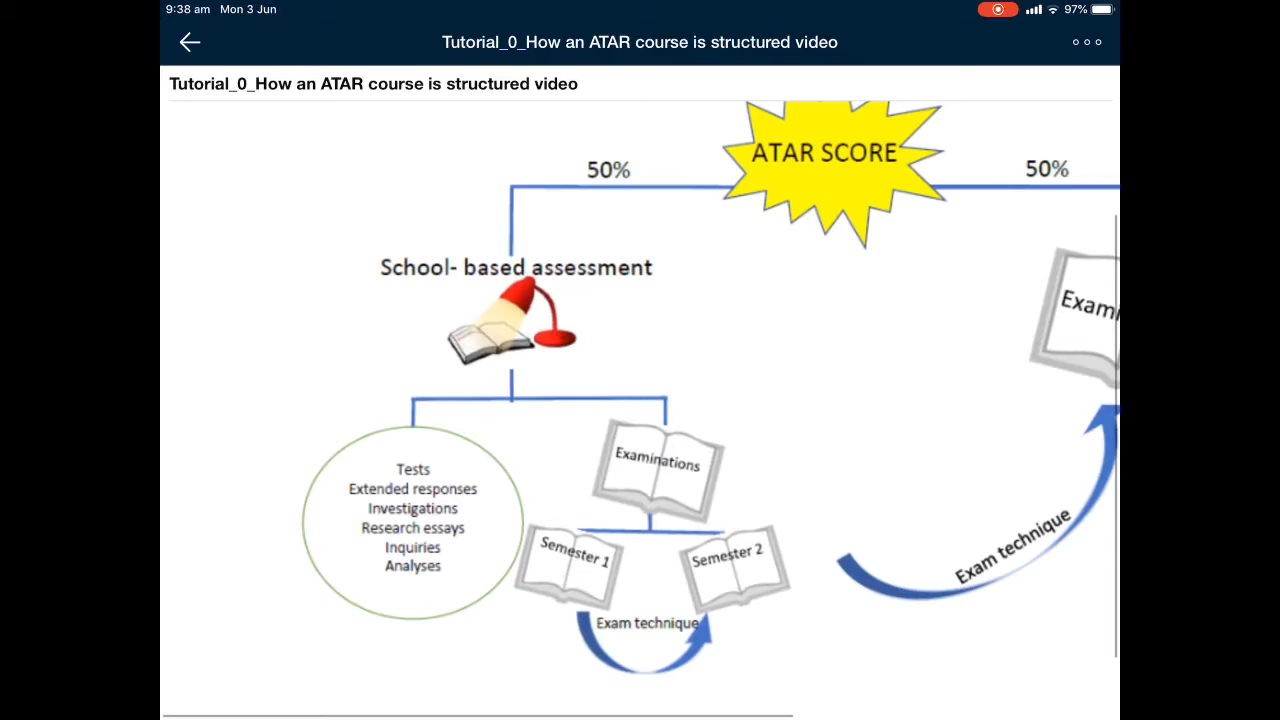 9:38 am Mon 3 Jun
97%
Tutorial_0_How an ATAR course is structured video
Tutorial_0_How an ATAR course is structured video
ATAR SCORE
50%
50%
School- based assessment
Exami
Tests
Extended responses
Investigations
Research essays
Inquiries
Analyses
Examinations
Semester 1
Semester 2
Exam technique
Exam technique